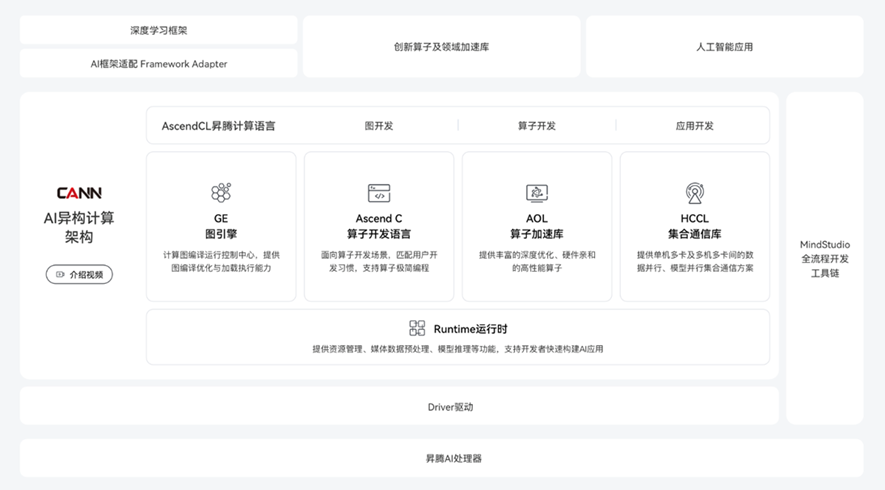 深度学习框架
AI框架适配 Framework Adapter
创新算子及领域加速库
人工智能应用
AscendCL昇腾计算语言
图开发
算子开发
应用开发
CANN
AI异构计算
架构
介绍视频
GE
图引擎
计算图编译运行控制中心，提供
图编译优化与加载执行能力
Ascend C
算子开发语言
面向算子开发场景，匹配用户开
发习惯，支持算子极简编程
AOL
算子加速库
提供丰富的深度优化、硬件亲和
的高性能算子
HCCL
集合通信库
提供单机多卡及多机多卡间的数
据并行、模型并行集合通信方案
Runtime运行时
提供资源管理、媒体数据预处理、模型推理等功能，支持开发者快速构建AI应用
MindStudio
全流程开发
工具链
Driver驱动
昇腾AI处理器